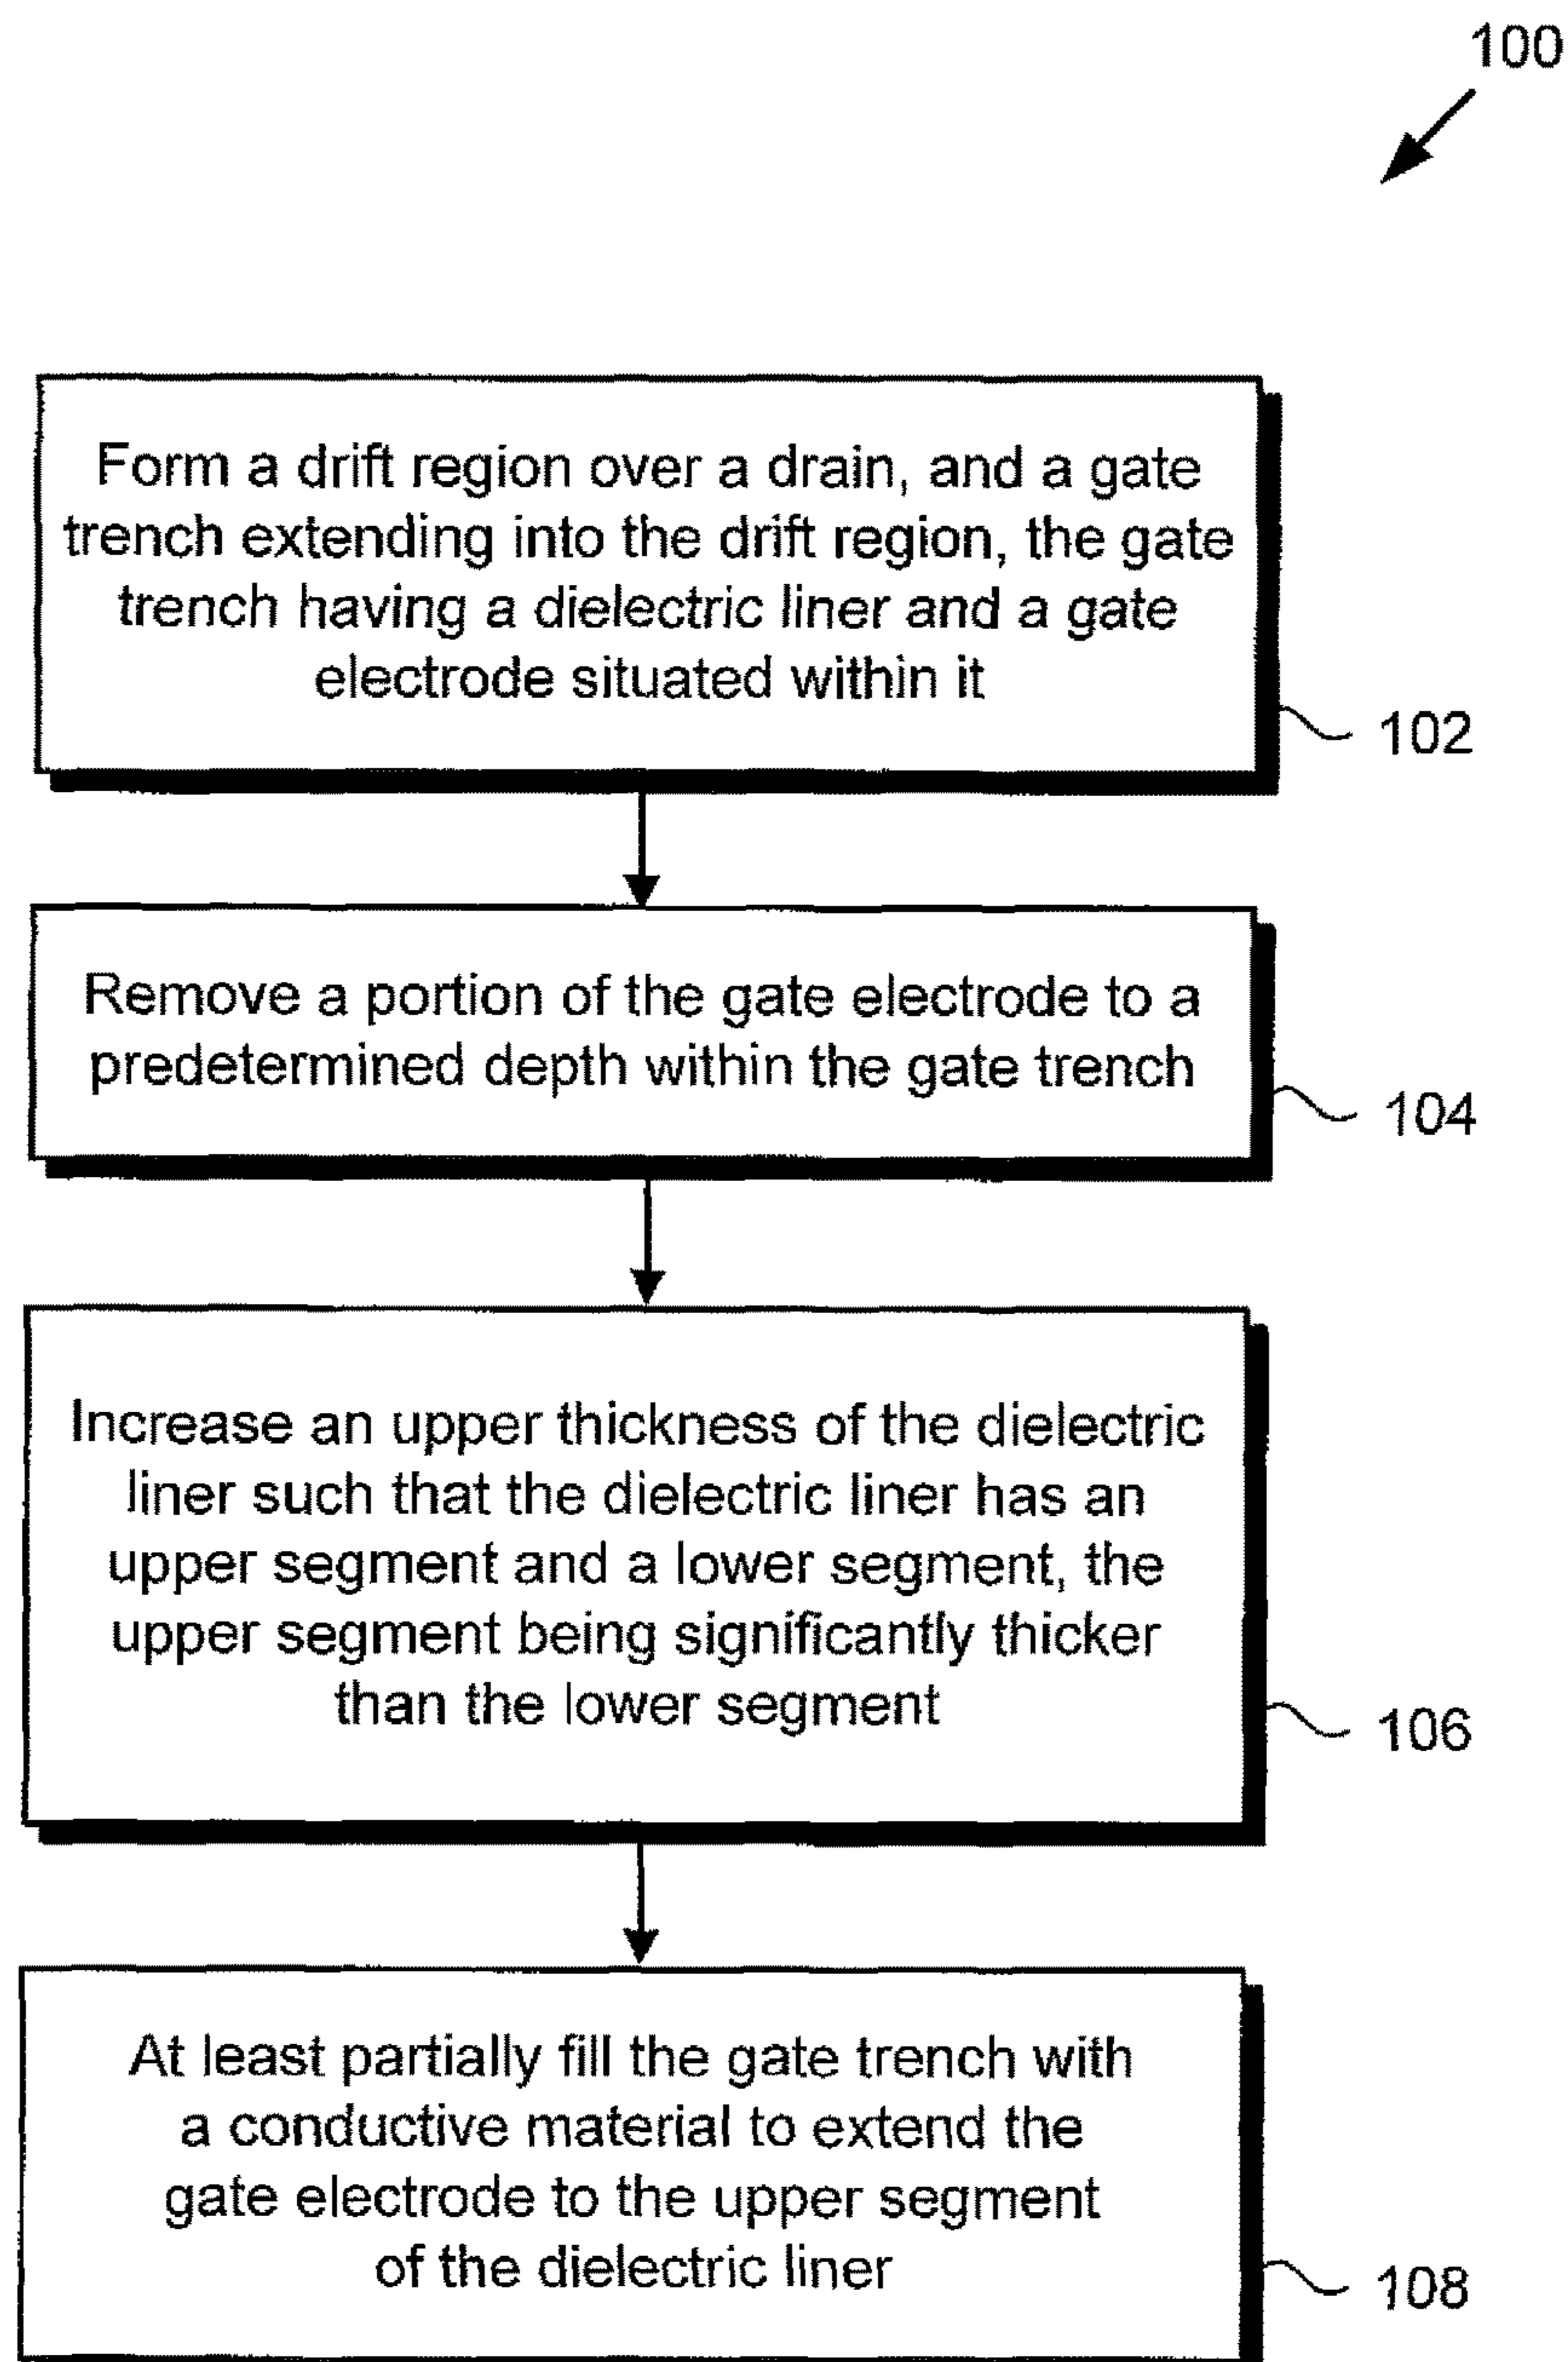 100
Form a drift region over a drain, and a gate
trench extending into the drift region, the gate
trench having a dielectric liner and a gate
electrode situated within it
102
Remove a portion of the gate electrode to a
predetermined depth within the gate trench
104
Increase an upper thickness of the dielectric
liner such that the dielectric liner has an
upper segment and a lower segment, the
upper segment being significantly thicker
than the lower segment
106
At least partially fill the gate trench with
a conductive material to extend the
gate electrode to the upper segment
of the dielectric liner
108